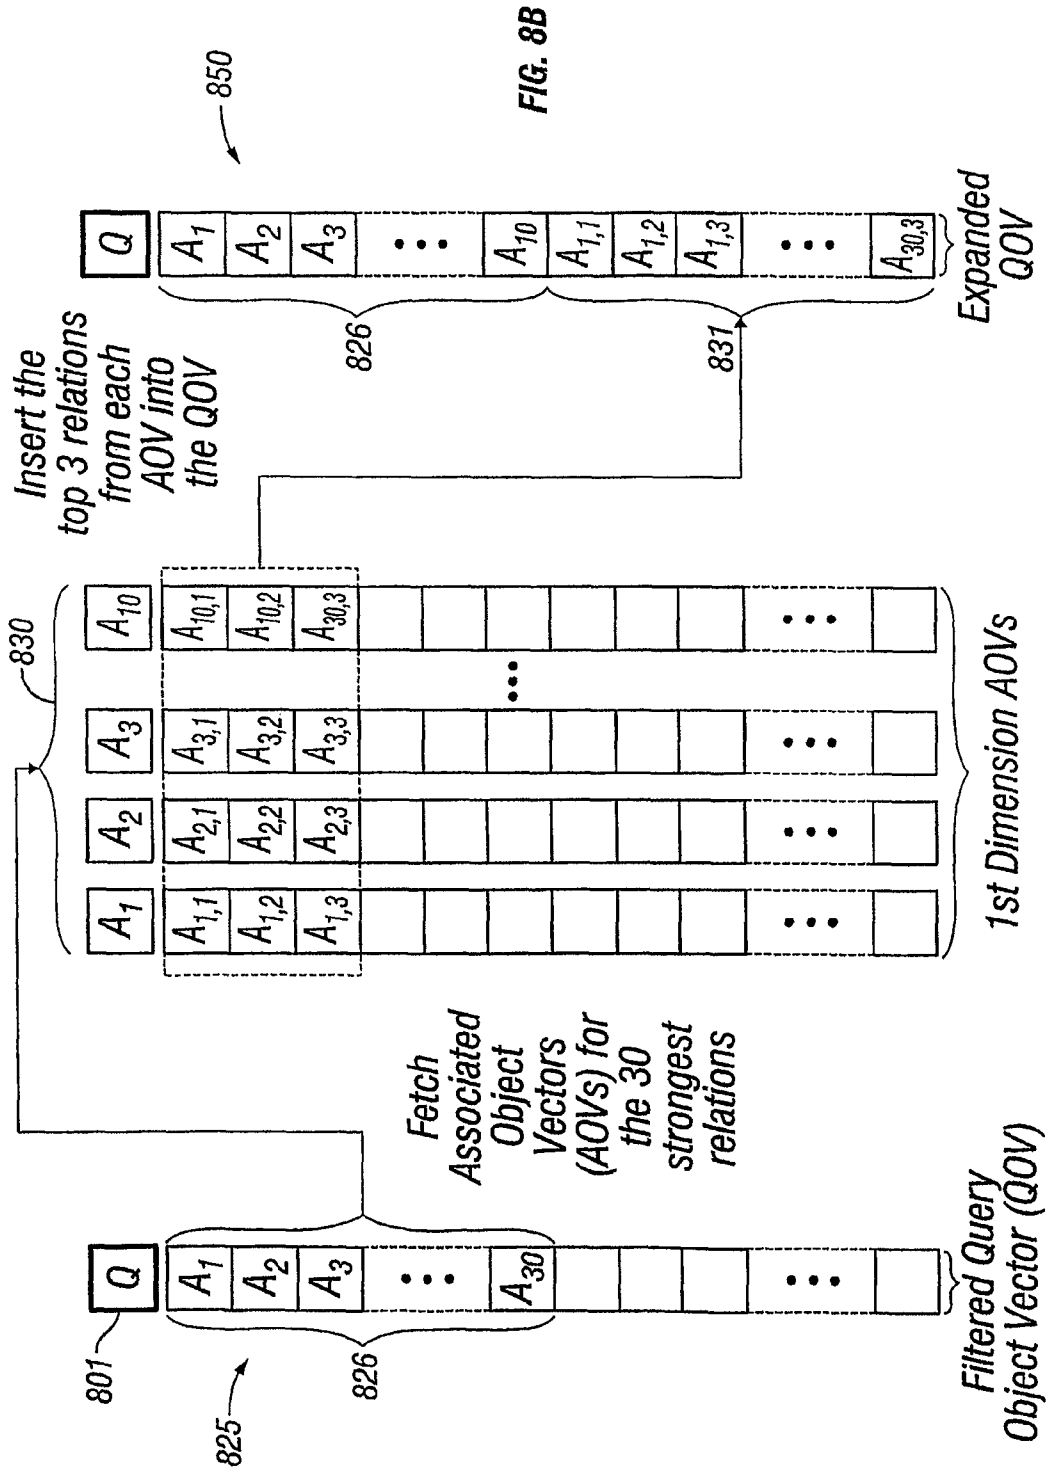 801
825
Q
A1
A2
A3
•••
A30
•••
826
Filtered Query
Object Vector (QOV)
Fetch
Associated
Object
Vectors
(AOVs) for
the 30
strongest
relations
830
A1
A2
A3
A10
A1,1
A2,1
A3,1
A10,1
A1,2
A2,2
A3,2
A10,2
A1,3
A2,3
A3,3
A30,3
•••
••• ••• ••• •••
1st Dimension AOVs
Insert the
top 3 relations
from each
AOV into
the QOV
850
Q
A1
A2
A3
•••
A10
A1,1
A1,2
A1,3
•••
A30,3
826
831
Expanded
QOV
FIG. 8B